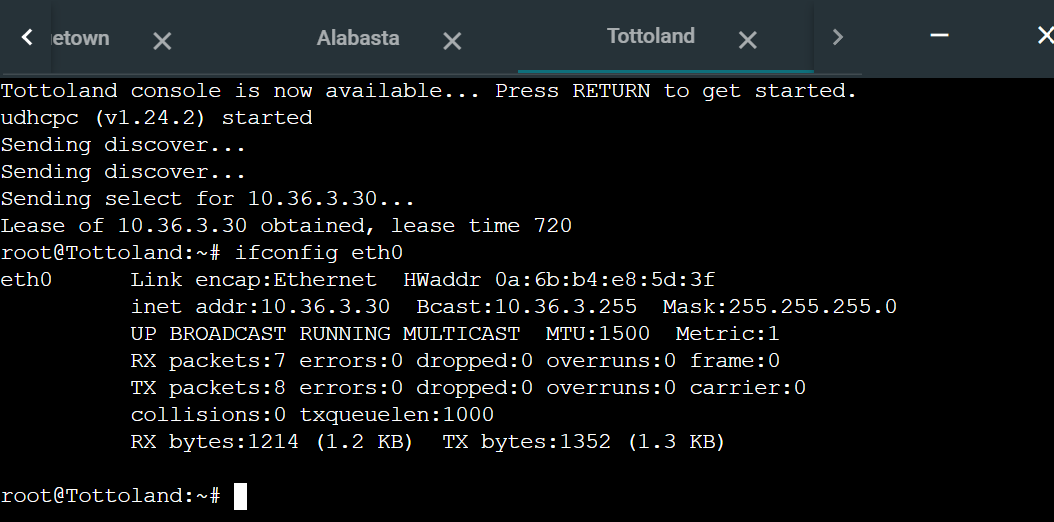 etown Alabasta Tottoland
Tottoland console is now available... Press RETURN to get started.
udhcpc (v1.24.2) started
Sending discover...
Sending discover...
Sending select for 10.36.3.30...
Lease of 10.36.3.30 obtained, lease time 720
root@Tottoland:~# ifconfig eth0
eth0      Link encap:Ethernet  HWaddr 0a:6b:b4:e8:5d:3f
          inet addr:10.36.3.30  Bcast:10.36.3.255  Mask:255.255.255.0
          UP BROADCAST RUNNING MULTICAST  MTU:1500  Metric:1
          RX packets:7 errors:0 dropped:0 overruns:0 frame:0
          TX packets:8 errors:0 dropped:0 overruns:0 carrier:0
          collisions:0 txqueuelen:1000
          RX bytes:1214 (1.2 KB)  TX bytes:1352 (1.3 KB)
root@Tottoland:~#